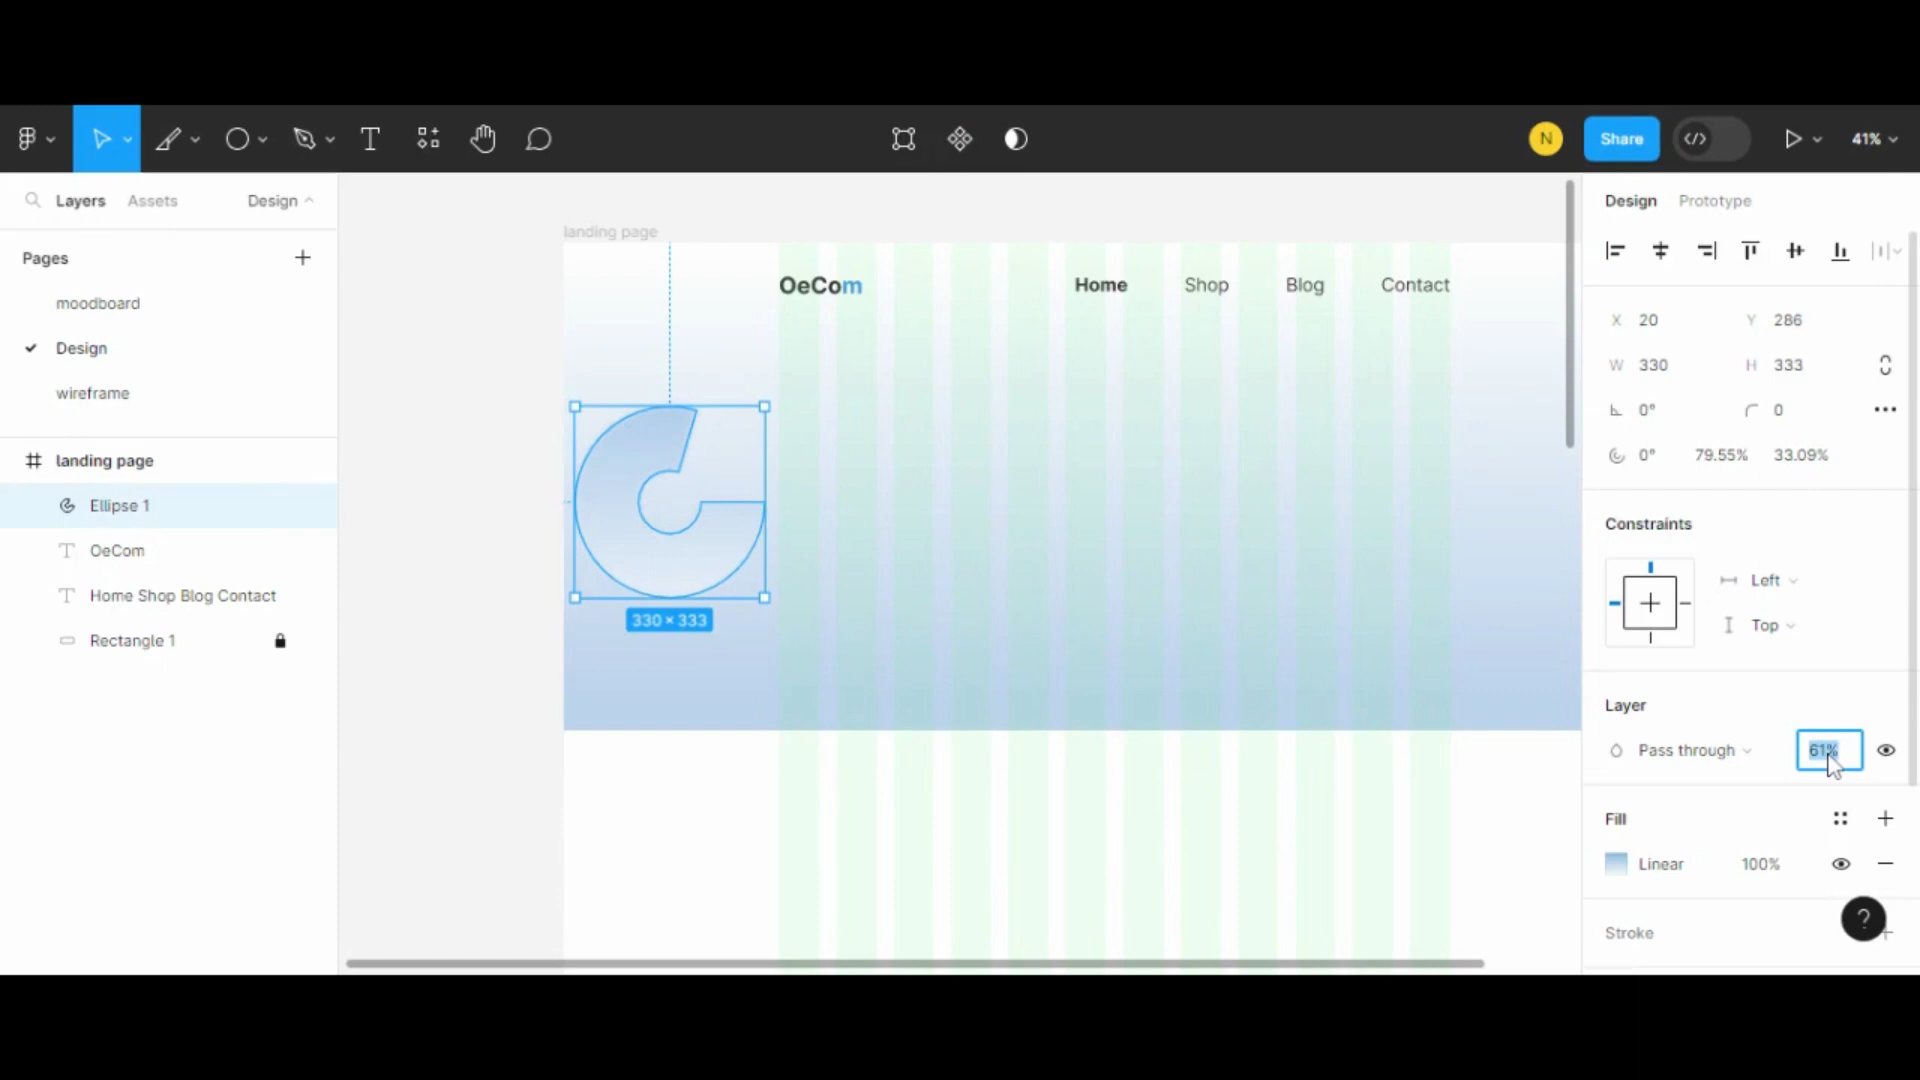 N
Share
41%
Layers
Assets
Design
Pages
moodboard
Design
wireframe
landing page
Ellipse 1
OeCom
Home Shop Blog Contact
Rectangle 1
landing page
OeCom
Home
Shop
Blog
Contact
330 × 333
Design
Prototype
X 20
Y 286
W 330
H 333
0°
0
0°
79.55%
33.09%
Constraints
Left
Top
Layer
Pass through
61%
Fill
Linear
100%
Stroke
?